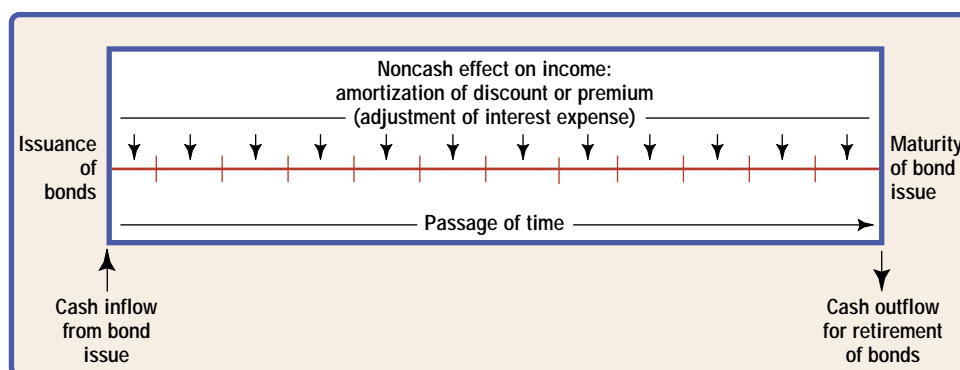 Noncash effect on income:
amortization of discount or premium
(adjustment of interest expense)
Issuance
of
bonds
Maturity
of bond
issue
Passage of time
Cash inflow
from bond
issue
Cash outflow
for retirement
of bonds